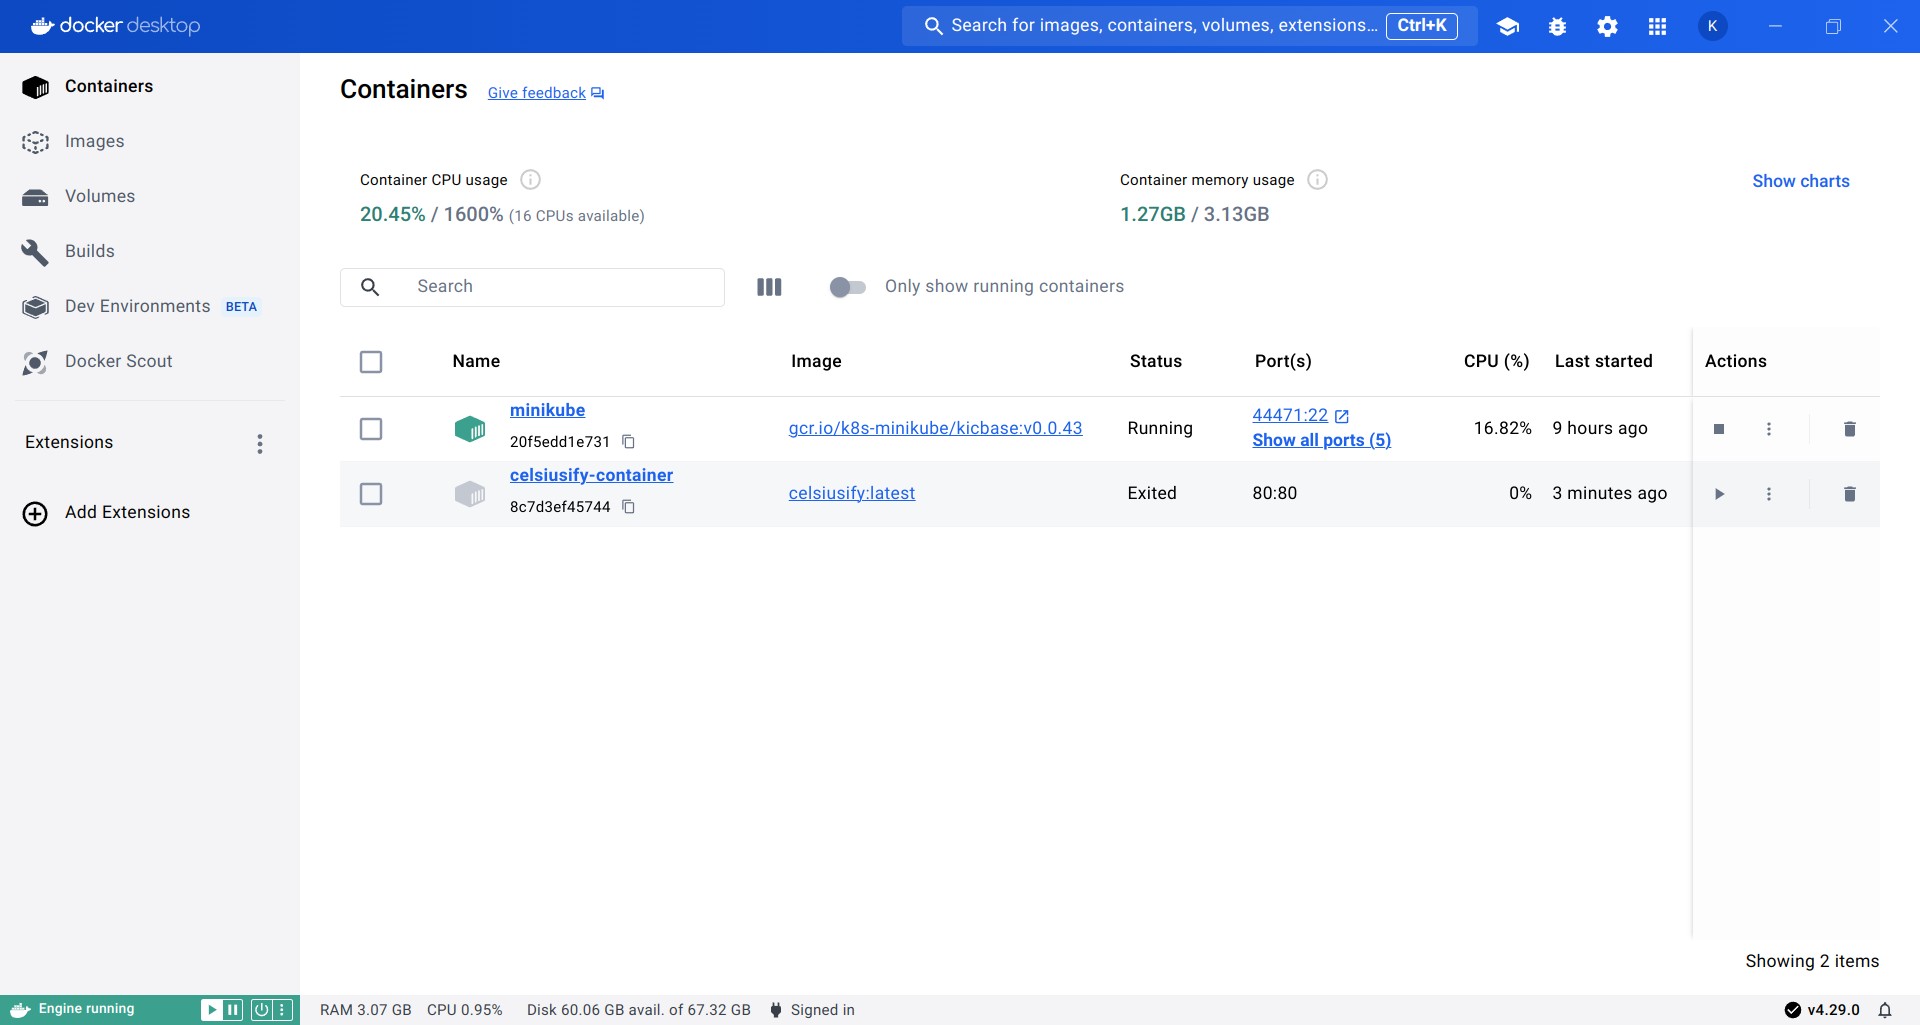 docker desktop
Search for images, containers, volumes, extensions... Ctrl+K
K
Containers
Images
Volumes
Builds
Dev Environments BETA
Docker Scout
Extensions
Add Extensions
Containers Give feedback
Container CPU usage
20.45% / 1600% (16 CPUs available)
Container memory usage
1.27GB / 3.13GB
Show charts
Search
Only show running containers
Name Image Status Port(s) CPU (%) Last started Actions
minikube
20f5edd1e731
gcr.io/k8s-minikube/kicbase:v0.0.43
Running
44471:22
Show all ports (5)
16.82%
9 hours ago
celsiusify-container
8c7d3ef45744
celsiusify:latest
Exited
80:80
0%
3 minutes ago
Showing 2 items
Engine running
RAM 3.07 GB CPU 0.95% Disk 60.06 GB avail. of 67.32 GB Signed in
v4.29.0